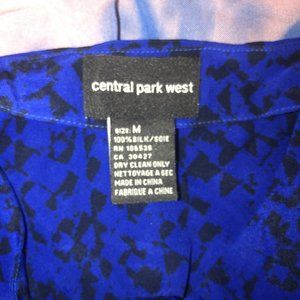 central park west
SIZE: M
100% SILK/SOIE
RN 106538
CA 30427
DRY CLEAN ONLY
NETTOYAGE A SEC
MADE IN CHINA
FABRIQUE A CHINE